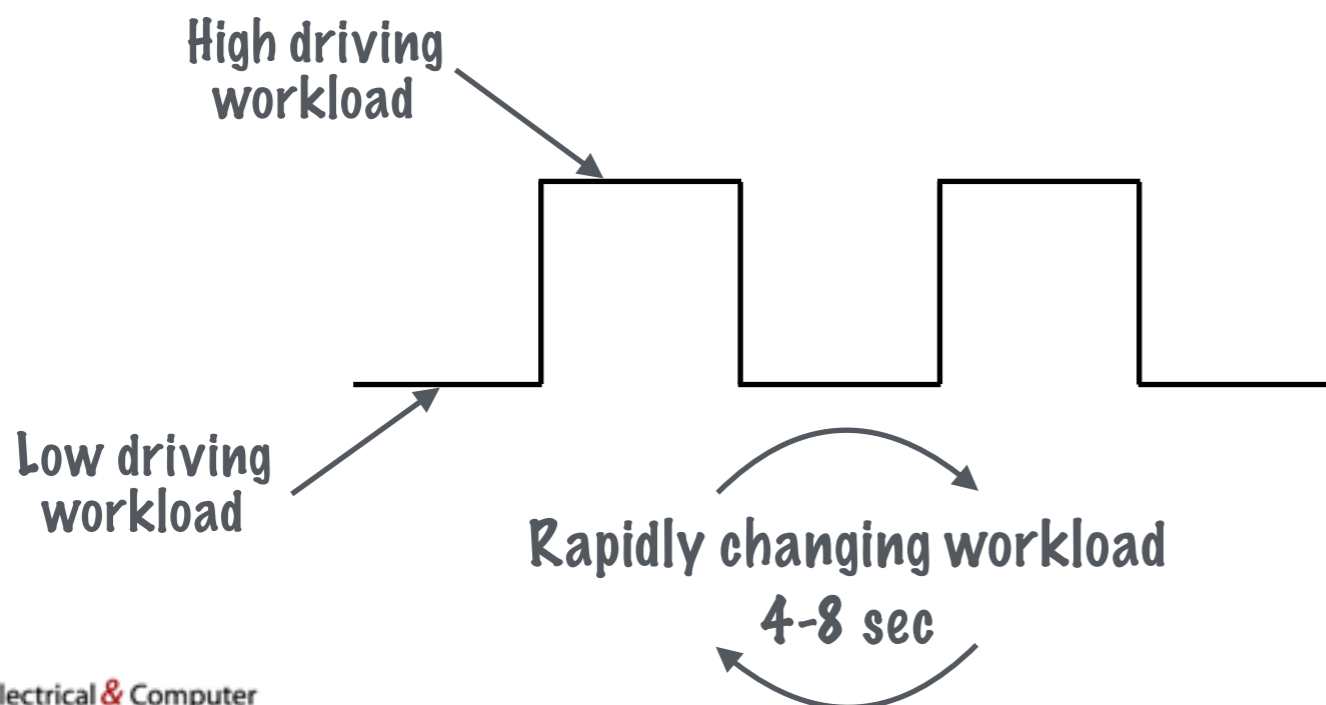 High driving
workload
Low driving
workload
Rapidly changing workload
4-8 sec
lectrical & Computer